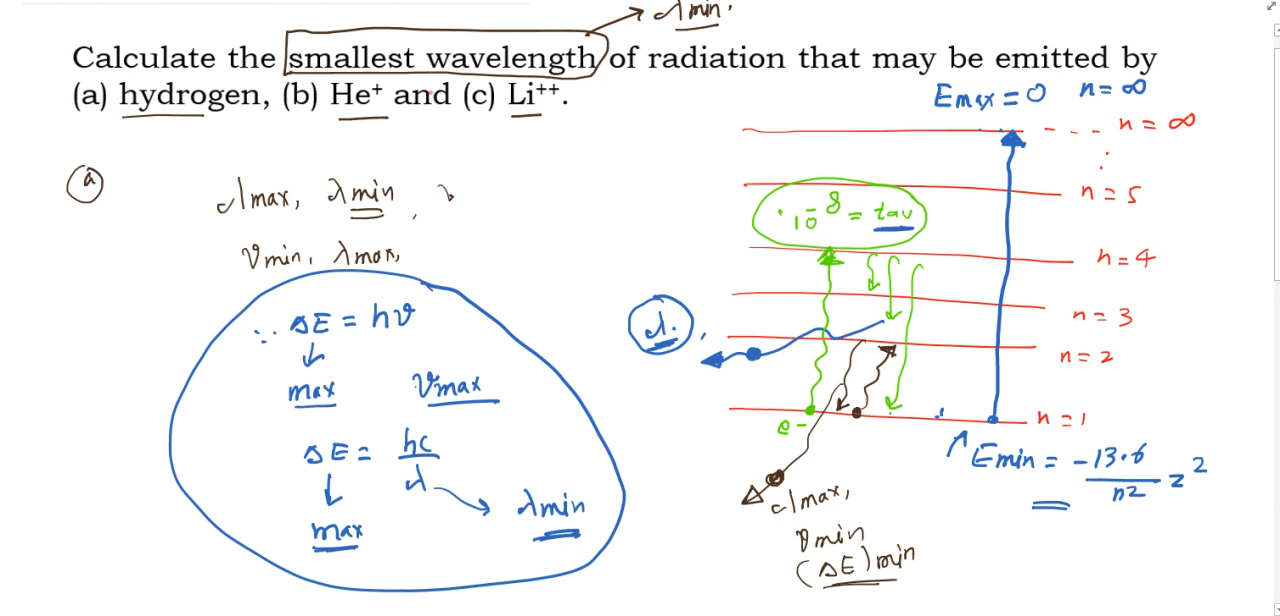 λmin.
Calculate the smallest wavelength of radiation that may be emitted by
(a) hydrogen, (b) He⁺ and (c) Li⁺⁺.
Emax = 0 n = ∞
n = ∞
n = 5
(a)
λmax, λmin,
10⁻⁸ = tav
νmin, λmax,
n = 4
∵ ΔE = hν
λ.,
n = 3
n = 2
max νmax
n = 1
e-
ΔE = hc/λ
Emin = -13.6/n² z²
λmax,
λmin
max
νmin
(ΔE)min